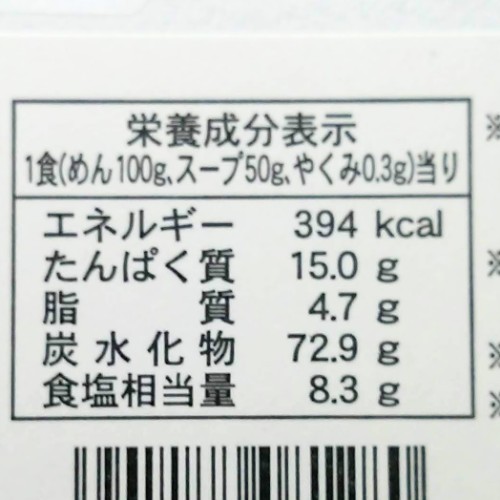 栄養成分表示
1食(めん100g、スープ50g、やくみ0.3g)当り
エネルギー 394 kcal
たんぱく質 15.0 g
脂質 4.7 g
炭水化物 72.9 g
食塩相当量 8.3 g
※
※
※
※